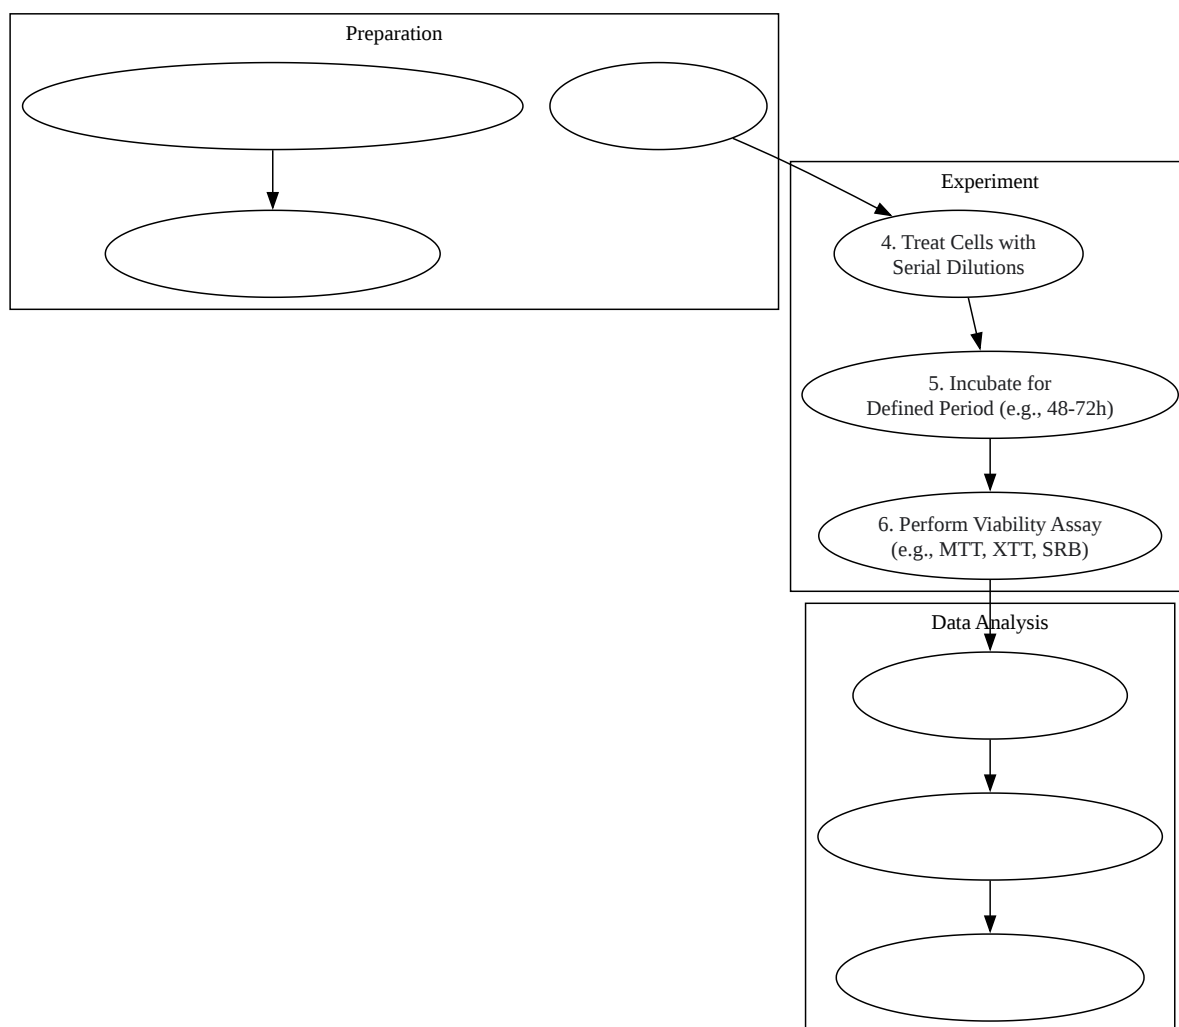 Preparation
Experiment
4. Treat Cells with
Serial Dilutions
5. Incubate for
Defined Period (e.g., 48-72h)
6. Perform Viability Assay
(e.g., MTT, XTT, SRB)
Data Analysis